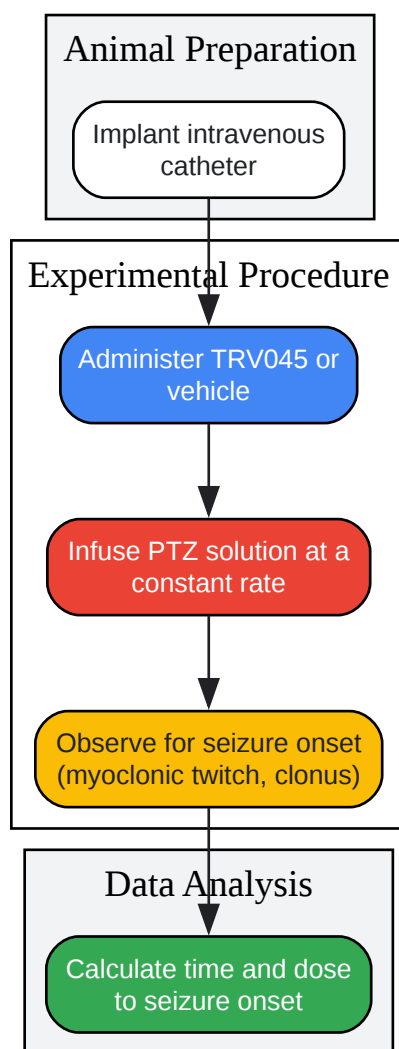 Animal Preparation
Implant intravenous
catheter
Experimental Procedure
Administer TRV045 or
vehicle
Infuse PTZ solution at a
constant rate
Observe for seizure onset
(myoclonic twitch, clonus)
Data Analysis
Calculate time and dose
to seizure onset